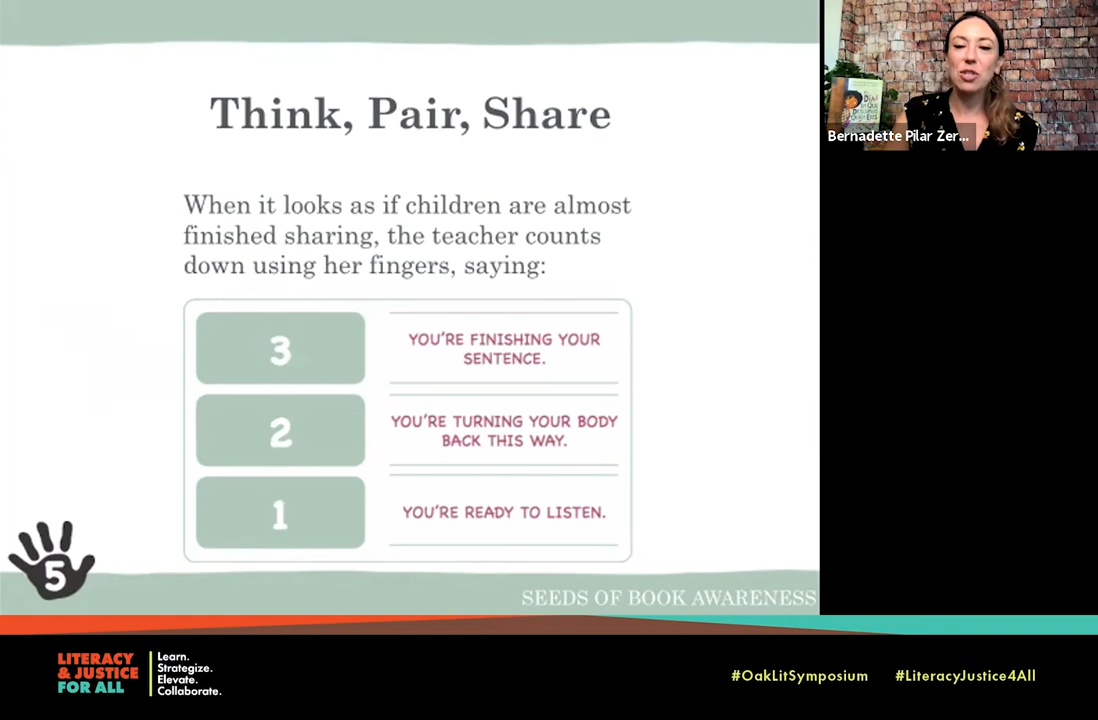 Think, Pair, Share
When it looks as if children are almost
finished sharing, the teacher counts
down using her fingers, saying:
3
YOU'RE FINISHING YOUR
SENTENCE.
2
YOU'RE TURNING YOUR BODY
BACK THIS WAY.
1
YOU'RE READY TO LISTEN.
5
SEEDS OF BOOK AWARENESS
Bernadette Pilar Zer...
LITERACY
& JUSTICE
FOR ALL
Learn.
Strategize.
Elevate.
Collaborate.
#OakLitSymposium
#LiteracyJustice4All